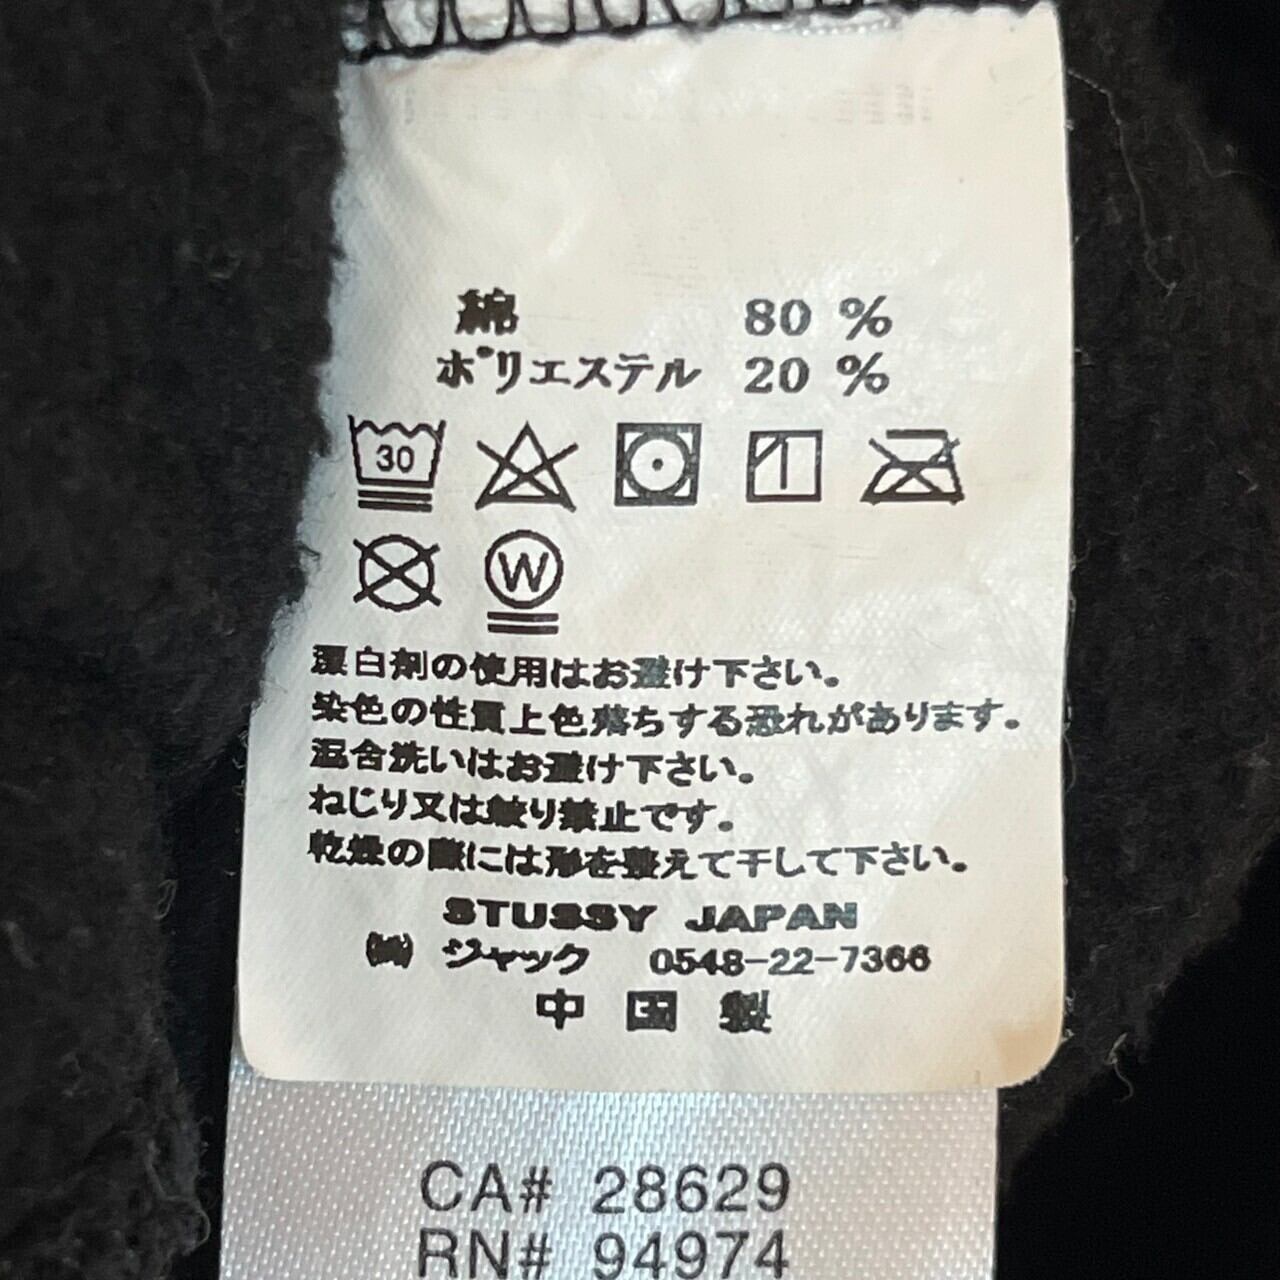 綿 80 %
ポリエステル 20 %
30
W
漂白剤の使用はお避け下さい。
染色の性質上色落ちする恐れがあります。
混合洗いはお避け下さい。
ねじり又は絞り禁止です。
乾燥の際には形を整えて干して下さい。
STUSSY JAPAN
㈱ ジャック 0548-22-7366
中国製
CA# 28629
RN# 94974